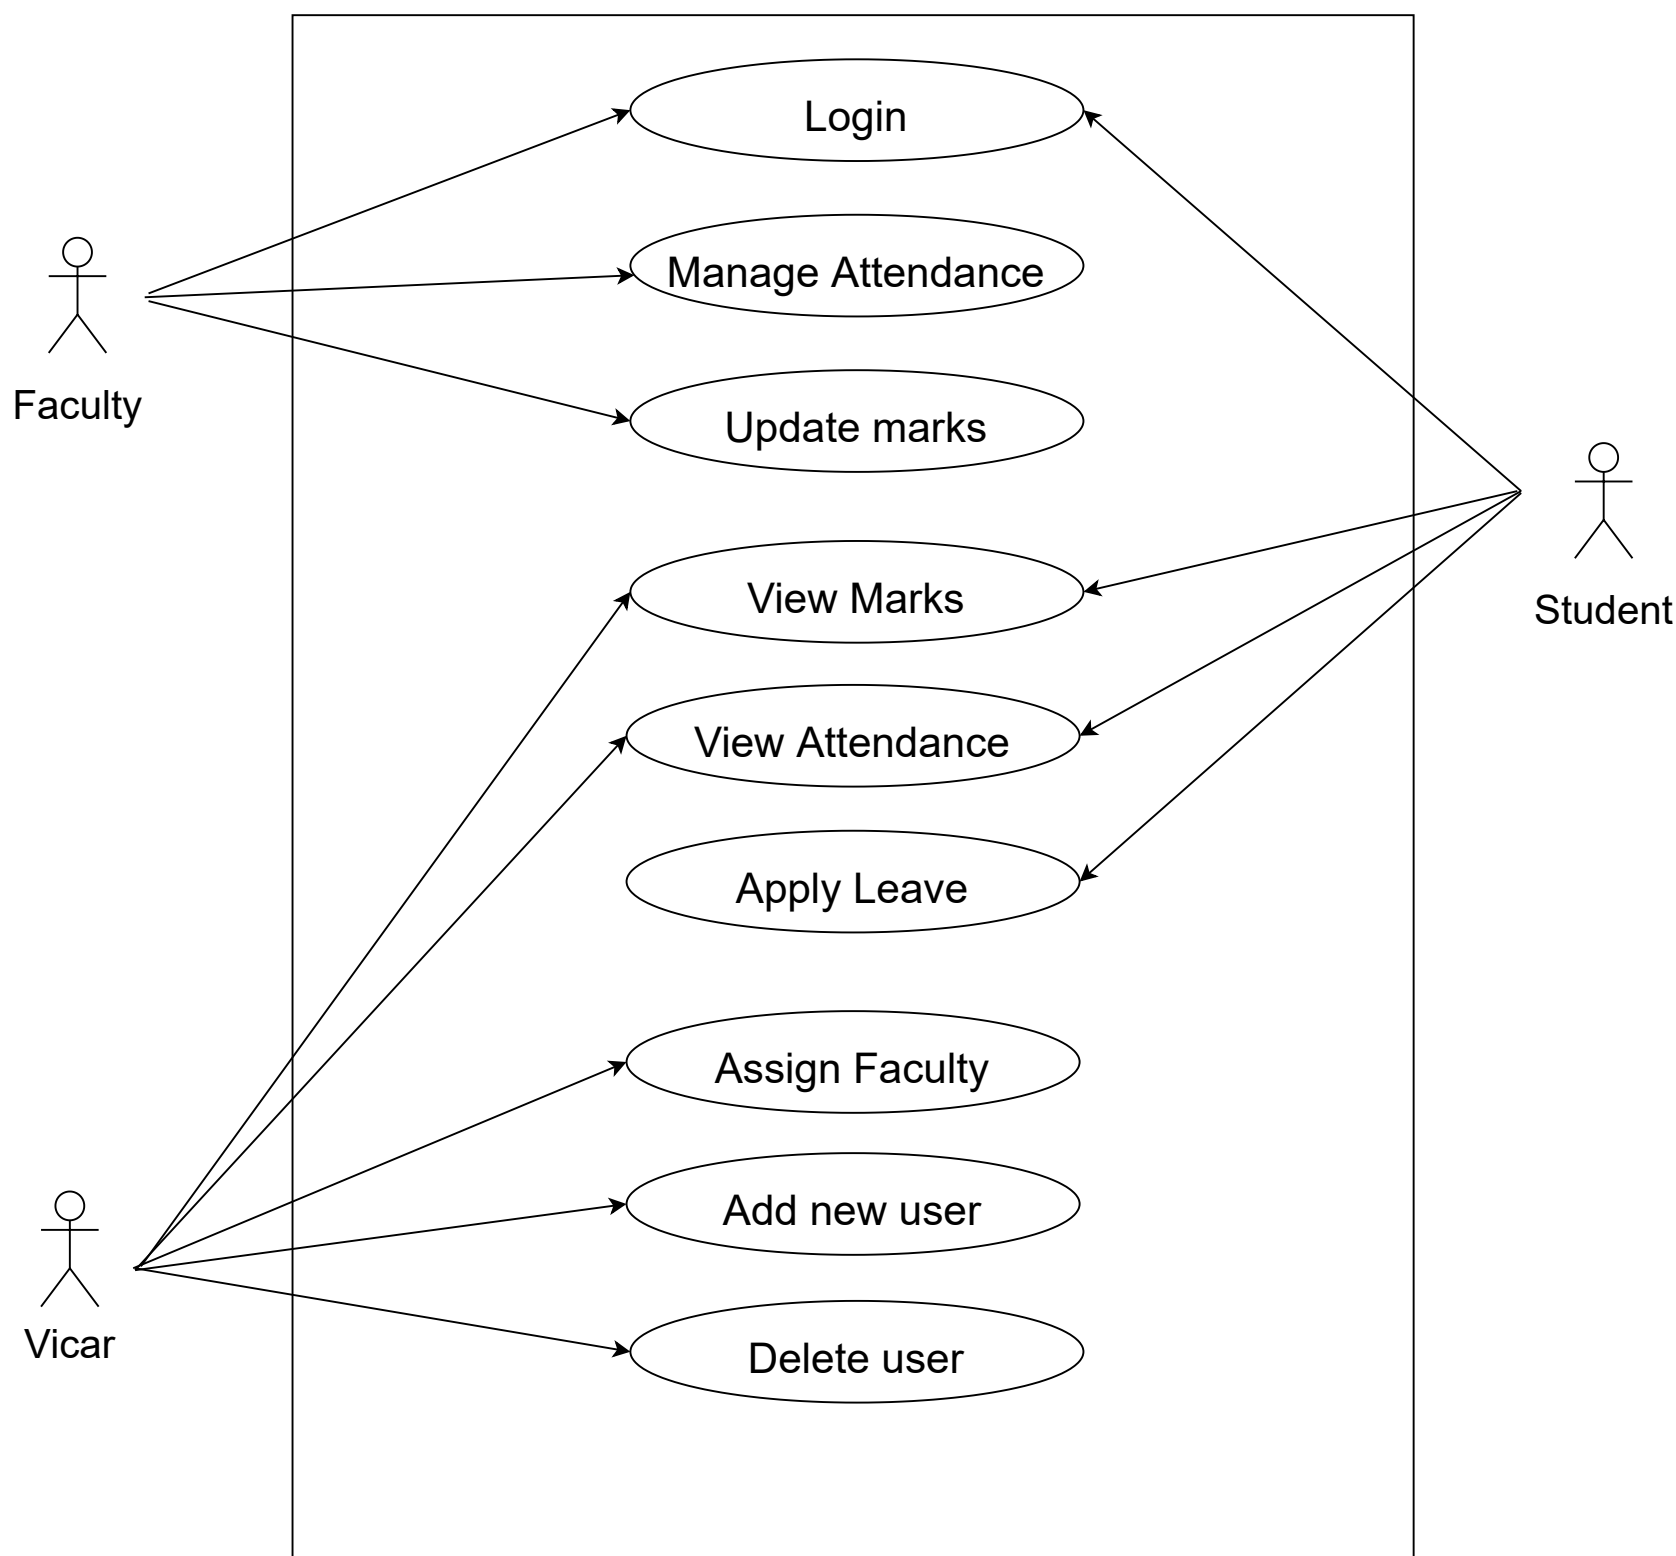 Login
Manage Attendance
Faculty
Update marks
View Marks
Student
View Attendance
Apply Leave
Assign Faculty
Add new user
Vicar
Delete user